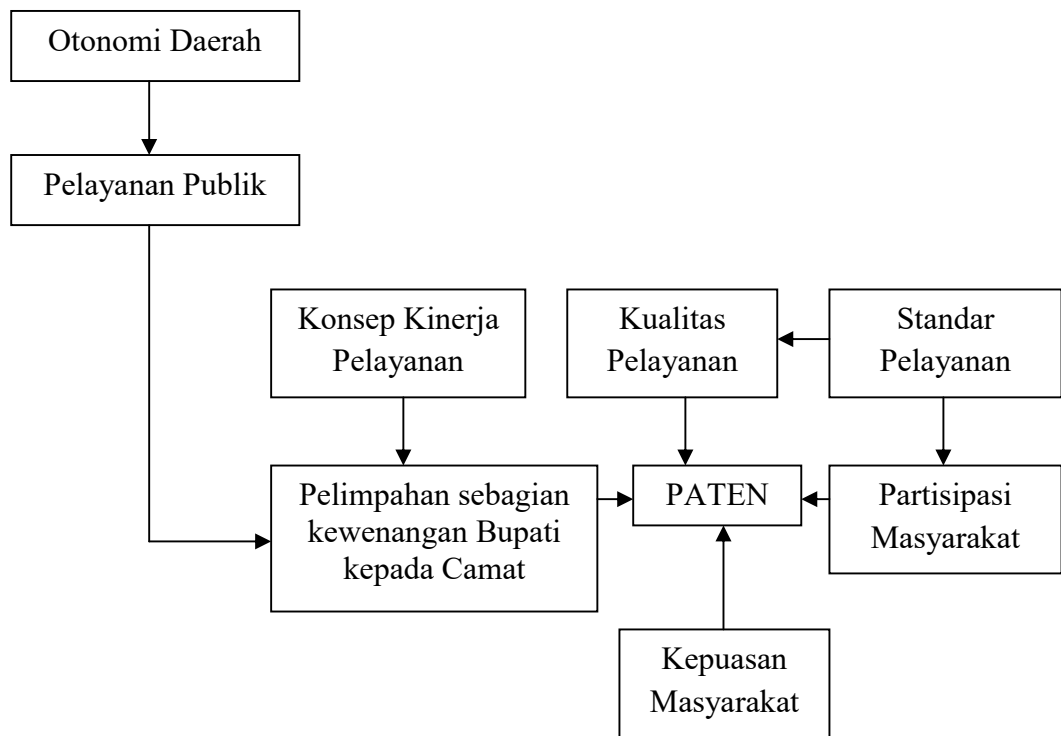 Otonomi Daerah
Pelayanan Publik
Konsep Kinerja
Pelayanan
Kualitas
Pelayanan
Standar
Pelayanan
Pelimpahan sebagian
kewenangan Bupati
kepada Camat
PATEN
Partisipasi
Masyarakat
Kepuasan
Masyarakat